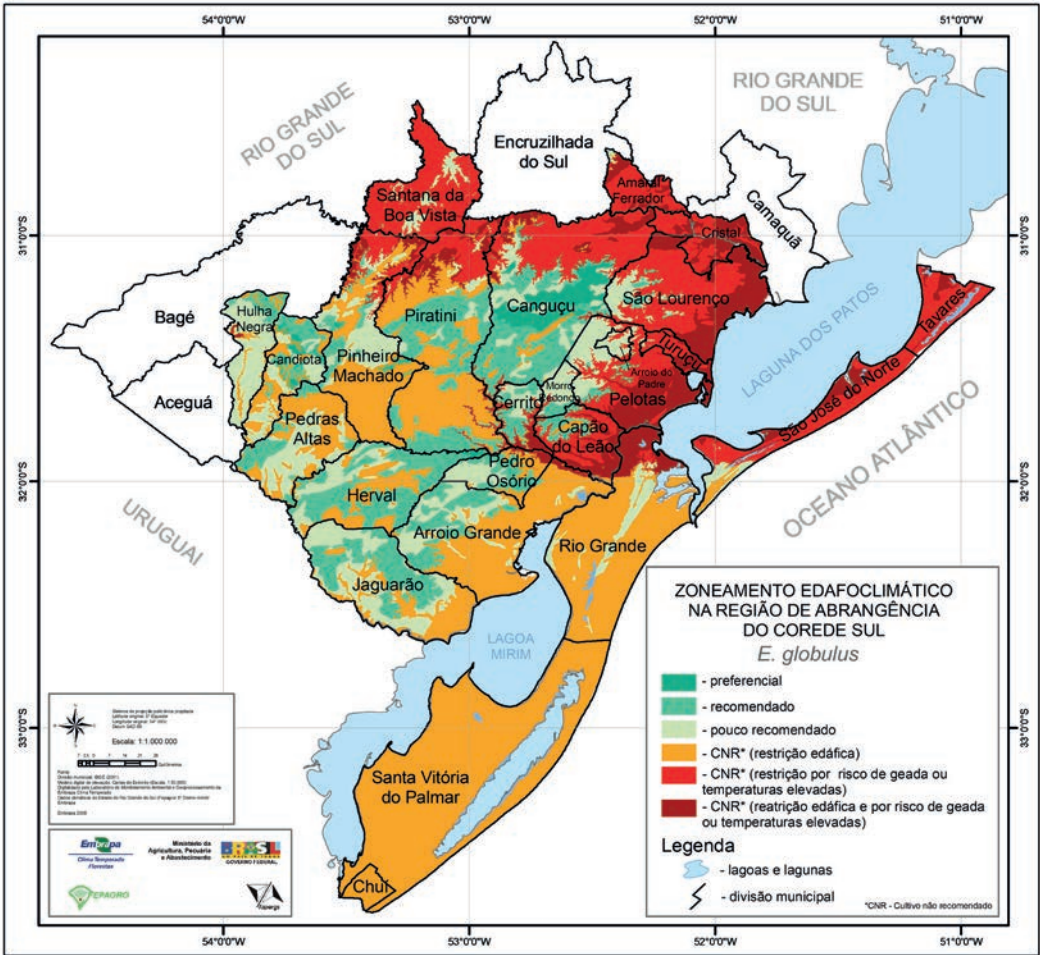 54°0'0"W
53°0'0"W
52°0'0"W
51°0'0"W
RIO GRANDE
DO SUL
RIO GRANDE
DO SUL
Encruzilhada
do Sul
Santana da
Boa Vista
Amaral
Ferrador
Camaquã
31°0'0"S
31°0'0"S
Cristal
Hulha
Negra
Bagé
Piratini
Canguçu
São Lourenço
Candiota
Pinheiro
Machado
Turuçu
Arroio do
Padre
LAGUNA DOS PATOS
Tavares
Aceguá
Morro
Redondo
Pelotas
Cerrito
Pedras
Altas
Capão
do Leão
São José do Norte
Pedro
Osório
32°0'0"S
32°0'0"S
Herval
OCEANO ATLÂNTICO
URUGUAI
Arroio Grande
Rio Grande
Jaguarão
LAGOA
MIRIM
ZONEAMENTO EDAFOCLIMÁTICO
NA REGIÃO DE ABRANGÊNCIA
DO COREDE SUL
E. globulus
- preferencial
- recomendado
- pouco recomendado
- CNR* (restrição edáfica)
- CNR* (restrição por risco de geada ou
temperaturas elevadas)
- CNR* (reatrição edáfica e por risco de geada
ou temperaturas elevadas)
Legenda
- lagoas e lagunas
- divisão municipal
*CNR - Cultivo não recomendado
33°0'0"S
33°0'0"S
Santa Vitória
do Palmar
Chuí
Escala: 1:1.000 000
Embrapa
Clima Temperado
Florestas
Ministério da
Agricultura, Pecuária
e Abastecimento
BRASIL
GOVERNO FEDERAL
54°0'0"W
53°0'0"W
52°0'0"W
51°0'0"W